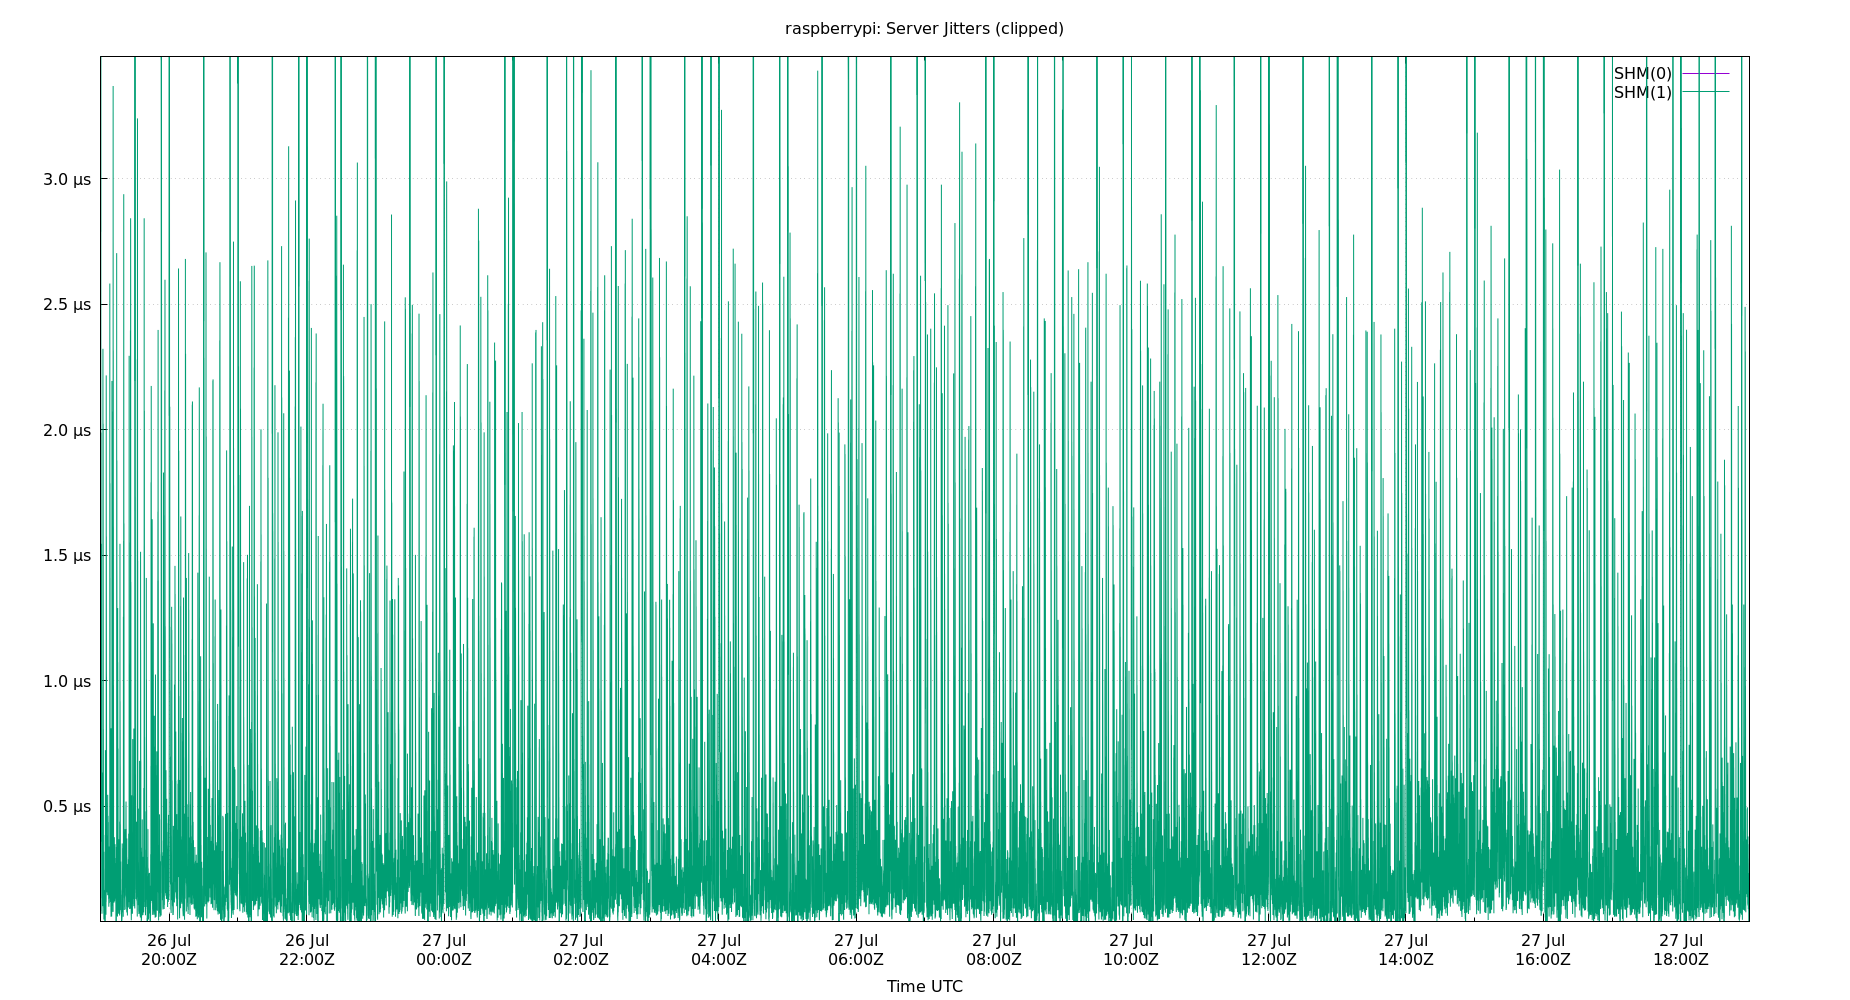 raspberrypi: Server Jitters (clipped)
SHM(0)
SHM(1)
3.0 µs
2.5 µs
2.0 µs
1.5 µs
1.0 µs
0.5 µs
26 Jul 26 Jul 27 Jul 27 Jul 27 Jul 27 Jul 27 Jul 27 Jul 27 Jul 27 Jul 27 Jul 27 Jul
20:00Z 22:00Z 00:00Z 02:00Z 04:00Z 06:00Z 08:00Z 10:00Z 12:00Z 14:00Z 16:00Z 18:00Z
Time UTC